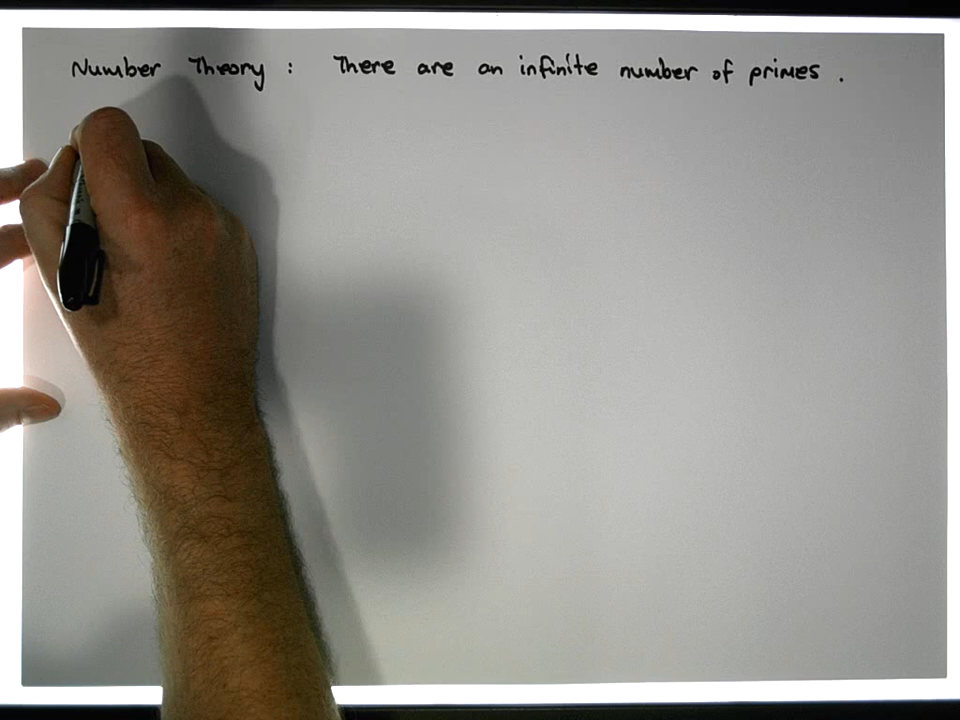 Number Theory : There are an infinite number of primes .